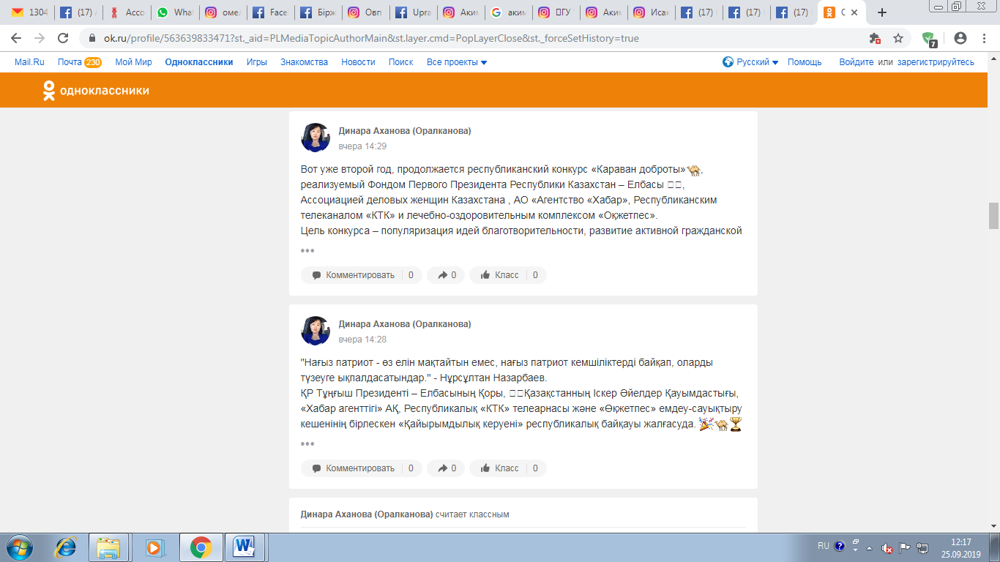 1304
(17) /
Ассо
What
омел
Face
Бірж
Овп
Upra
Аким
аким
ПГУ
Аким
Исак
(17)
(17)
(17)
С
ok.ru/profile/563639833471?st._aid=PLMediaTopicAuthorMain&st.layer.cmd=PopLayerClose&st._forceSetHistory=true
7
Mail.Ru Почта 230 Мой Мир Одноклассники Игры Знакомства Новости Поиск Все проекты Русский Помощь Войдите или зарегистрируйтесь
одноклассники
Динара Аханова (Оралканова)
вчера 14:29
Вот уже второй год, продолжается республиканский конкурс «Караван доброты»🐫,
реализуемый Фондом Первого Президента Республики Казахстан – Елбасы,
Ассоциацией деловых женщин Казахстана , АО «Агентство «Хабар», Республиканским
телеканалом «КТК» и лечебно-оздоровительным комплексом «Оқжетпес».
Цель конкурса – популяризация идей благотворительности, развитие активной гражданской
•••
Комментировать 0 0 Класс 0
Динара Аханова (Оралканова)
вчера 14:28
"Нағыз патриот - өз елін мақтайтын емес, нағыз патриот кемшіліктерді байқап, оларды
түзеуге ықпалдасатындар." - Нұрсұлтан Назарбаев.
ҚР Тұңғыш Президенті – Елбасының Қоры, Қазақстанның Іскер Әйелдер Қауымдастығы,
«Хабар агенттігі» АҚ, Республикалық «КТК» телеарнасы және «Өқжетпес» емдеу-сауықтыру
кешенінің бірлескен «Қайырымдылық керуені» республикалық байқауы жалғасуда. 🎉🐫🏆
•••
Комментировать 0 0 Класс 0
Динара Аханова (Оралканова) считает классным
RU
12:17
25.09.2019